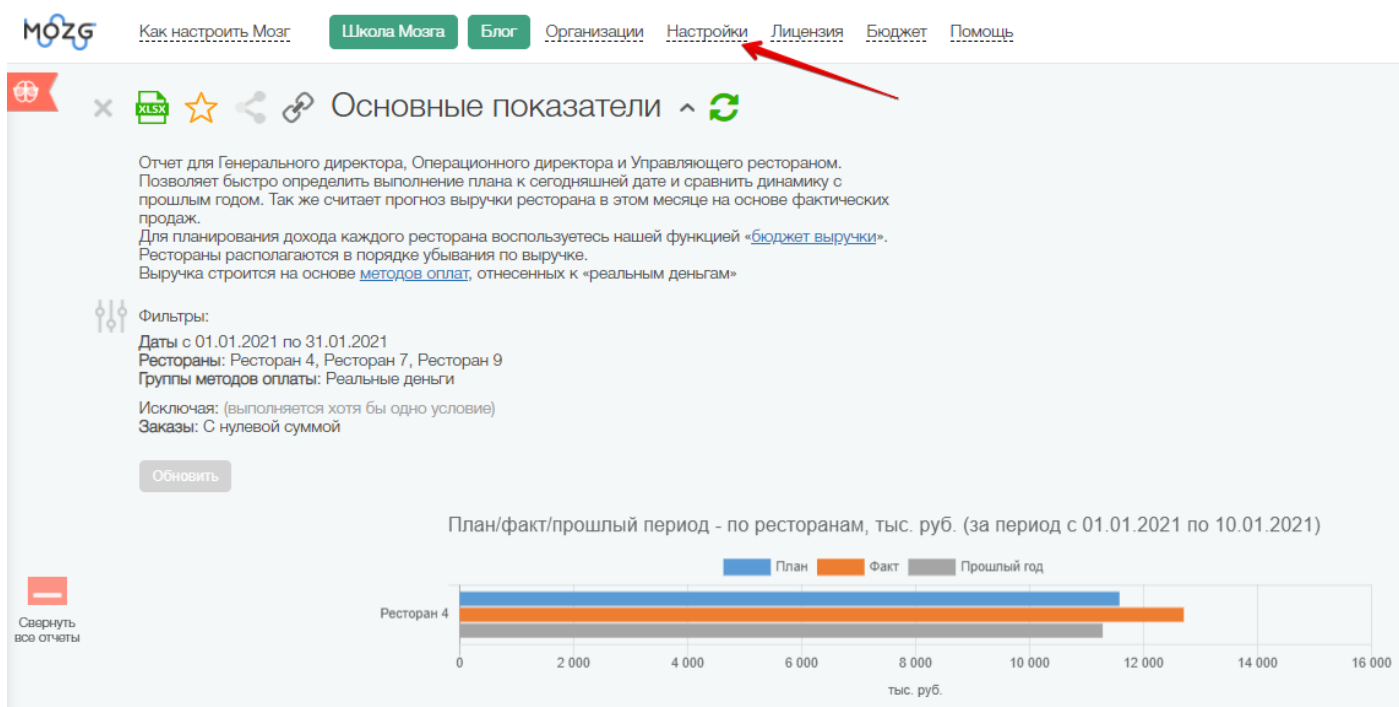 MOZG Как настроить Мозг Школа Мозга Блог Организации Настройки Лицензия Бюджет Помощь
XLSX Основные показатели
Отчет для Генерального директора, Операционного директора и Управляющего рестораном.
Позволяет быстро определить выполнение плана к сегодняшней дате и сравнить динамику с
прошлым годом. Так же считает прогноз выручки ресторана в этом месяце на основе фактических
продаж.
Для планирования дохода каждого ресторана воспользуетесь нашей функцией «бюджет выручки».
Рестораны располагаются в порядке убывания по выручке.
Выручка строится на основе методов оплат, отнесенных к «реальным деньгам»
Фильтры:
Даты с 01.01.2021 по 31.01.2021
Рестораны: Ресторан 4, Ресторан 7, Ресторан 9
Группы методов оплаты: Реальные деньги
Исключая: (выполняется хотя бы одно условие)
Заказы: С нулевой суммой
Обновить
План/факт/прошлый период - по ресторанам, тыс. руб. (за период с 01.01.2021 по 10.01.2021)
План Факт Прошлый год
Ресторан 4
0 2 000 4 000 6 000 8 000 10 000 12 000 14 000 16 000
тыс. руб.
Свернуть
все отчеты